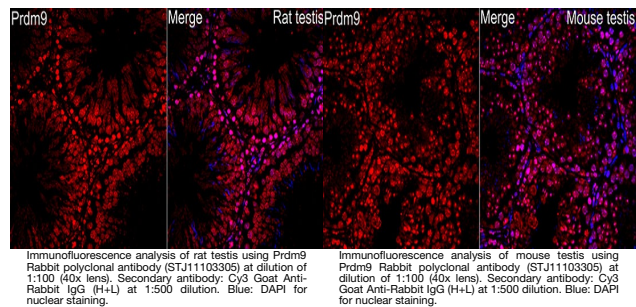 Prdm9
Merge
Rat testis
Prdm9
Merge
Mouse testis
Immunofluorescence analysis of rat testis using Prdm9
Rabbit polyclonal antibody (STJ11103305) at dilution of
1:100 (40x lens). Secondary antibody: Cy3 Goat Anti-
Rabbit IgG (H+L) at 1:500 dilution. Blue: DAPI for
nuclear staining.
Immunofluorescence analysis of mouse testis using
Prdm9 Rabbit polyclonal antibody (STJ11103305) at
dilution of 1:100 (40x lens). Secondary antibody: Cy3
Goat Anti-Rabbit IgG (H+L) at 1:500 dilution. Blue: DAPI
for nuclear staining.